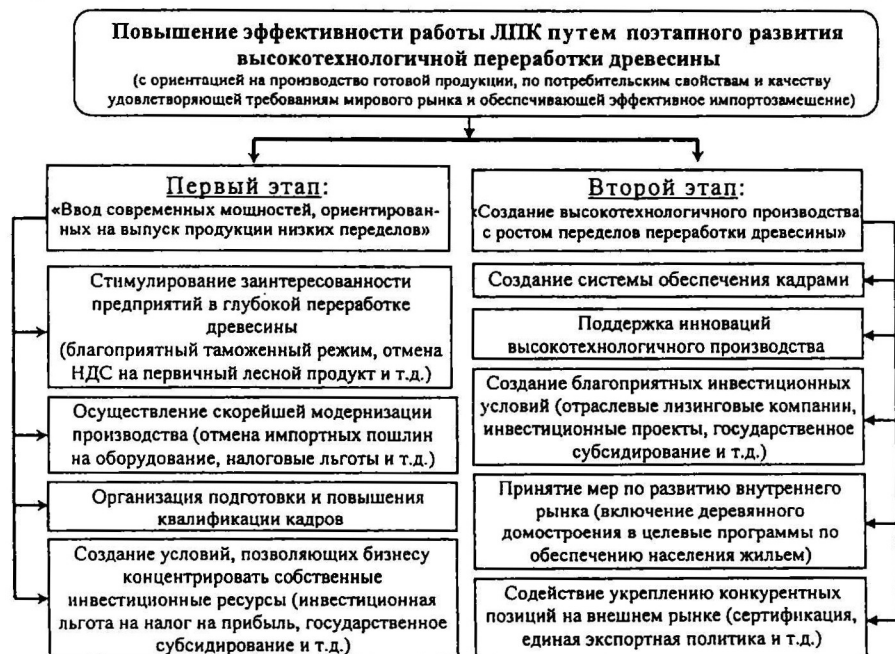 Повышение эффективности работы ЛПК путем поэтапного развития
высокотехнологичной переработки древесины
(с ориентацией на производство готовой продукции, по потребительским свойствам и качеству
удовлетворяющей требованиям мирового рынка и обеспечивающей эффективное импортозамещение)
Первый этап:
«Ввод современных мощностей, ориентирован-
ных на выпуск продукции низких переделов»
Стимулирование заинтересованности
предприятий в глубокой переработке
древесины
(благоприятный таможенный режим, отмена
НДС на первичный лесной продукт и т.д.)
Осуществление скорейшей модернизации
производства (отмена импортных пошлин
на оборудование, налоговые льготы и т.д.)
Организация подготовки и повышения
квалификации кадров
Создание условий, позволяющих бизнесу
концентрировать собственные
инвестиционные ресурсы (инвестиционная
льгота на налог на прибыль, государственное
субсидирование и т.д.)
Второй этап:
«Создание высокотехнологичного производства
с ростом переделов переработки древесины»
Создание системы обеспечения кадрами
Поддержка инноваций
высокотехнологичного производства
Создание благоприятных инвестиционных
условий (отраслевые лизинговые компании,
инвестиционные проекты, государственное
субсидирование и т.д.)
Принятие мер по развитию внутреннего
рынка (включение деревянного
домостроения в целевые программы по
обеспечению населения жильем)
Содействие укреплению конкурентных
позиций на внешнем рынке (сертификация,
единая экспортная политика и т.д.)